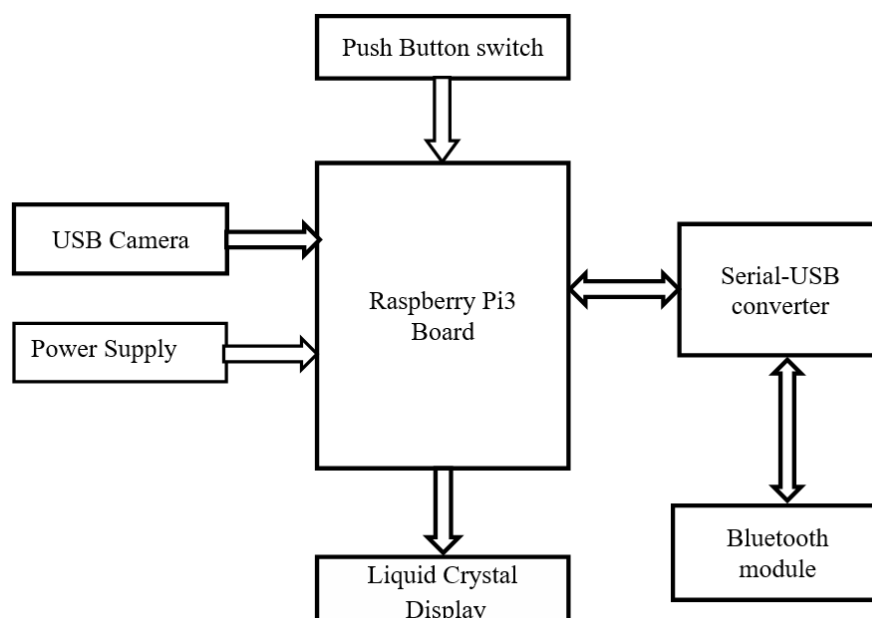 Push Button switch
USB Camera
Power Supply
Raspberry Pi3
Board
Serial-USB
converter
Liquid Crystal
Display
Bluetooth
module